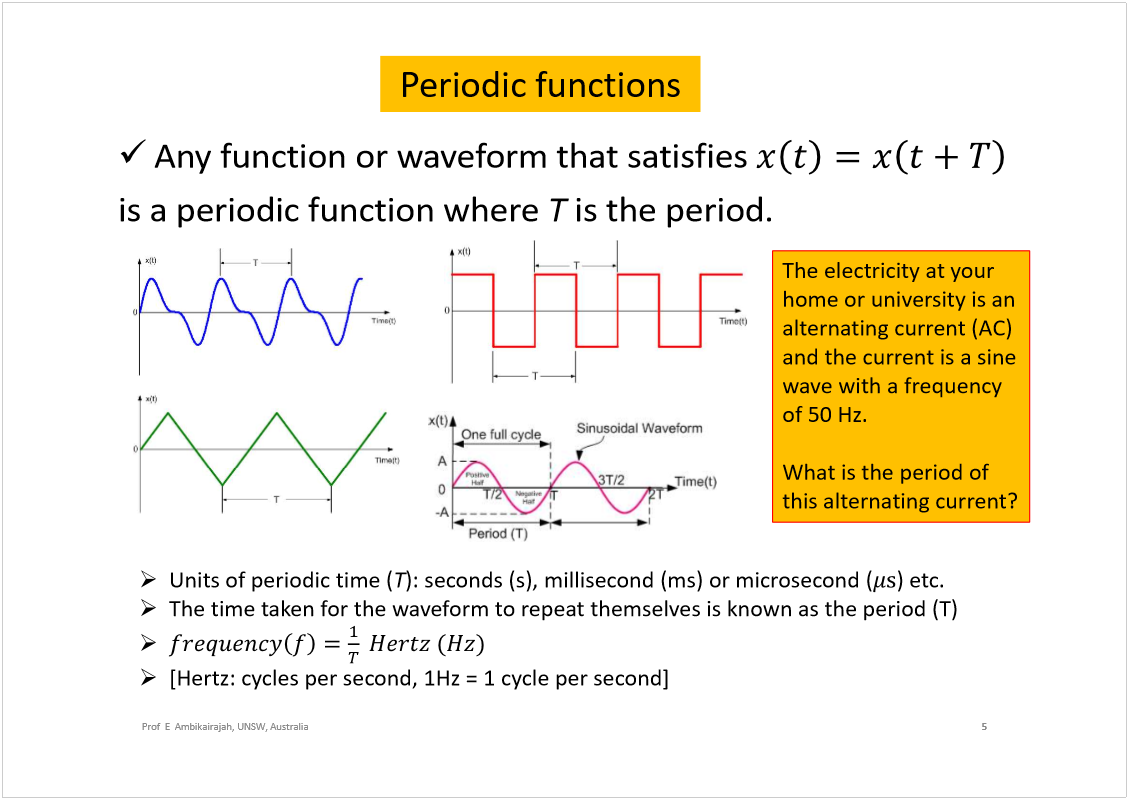 Periodic functions
✓ Any function or waveform that satisfies x(t) = x(t + T)
is a periodic function where T is the period.
x(t)
T
0
Time(t)
x(t)
T
0
Time(t)
T
x(t)
0
Time(t)
T
x(t)
One full cycle
Sinusoidal Waveform
A
Positive
Half
0
T/2
Negative
Half
T
3T/2
2T
Time(t)
-A
Period (T)
The electricity at your
home or university is an
alternating current (AC)
and the current is a sine
wave with a frequency
of 50 Hz.
What is the period of
this alternating current?
➢ Units of periodic time (T): seconds (s), millisecond (ms) or microsecond (μs) etc.
➢ The time taken for the waveform to repeat themselves is known as the period (T)
➢ frequency(f) = 1/T Hertz (Hz)
➢ [Hertz: cycles per second, 1Hz = 1 cycle per second]
Prof E Ambikairajah, UNSW, Australia
5